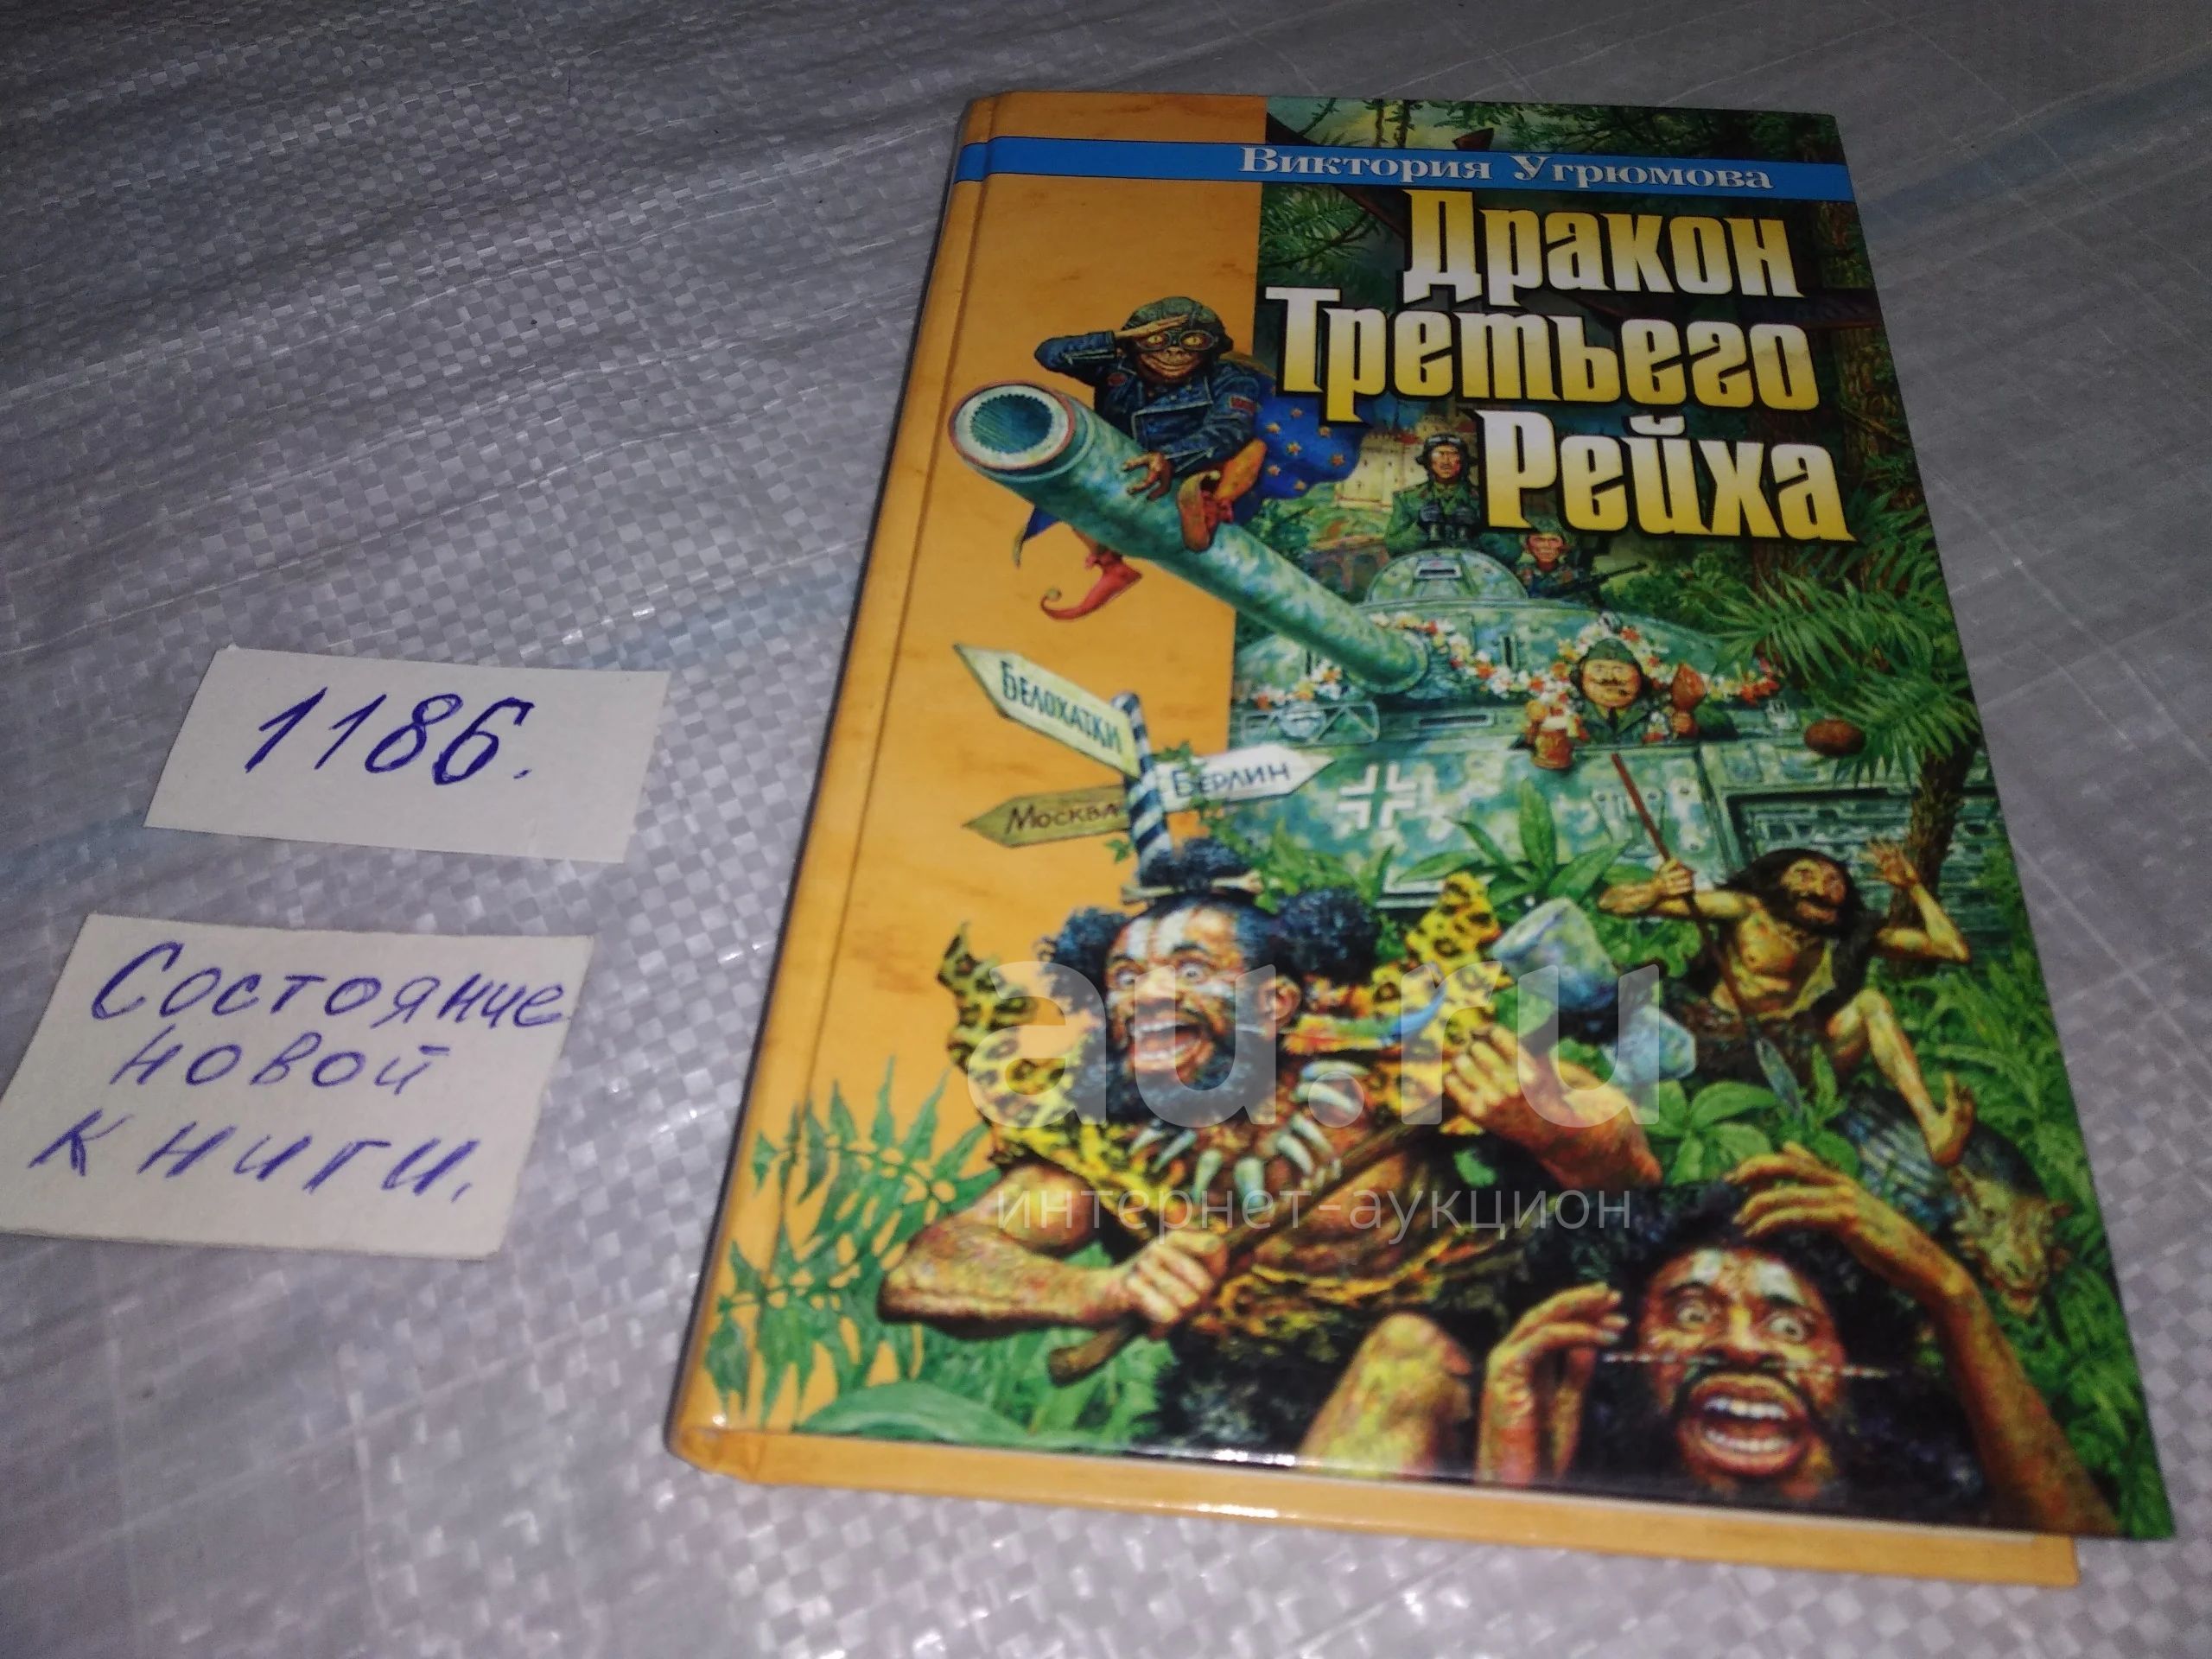 Виктория Угрюмова
Дракон
Третьего
Рейха
Белохатки
Берлин
Москва
1186.
Состояние
новой
книги.
au.ru
интернет-аукцион